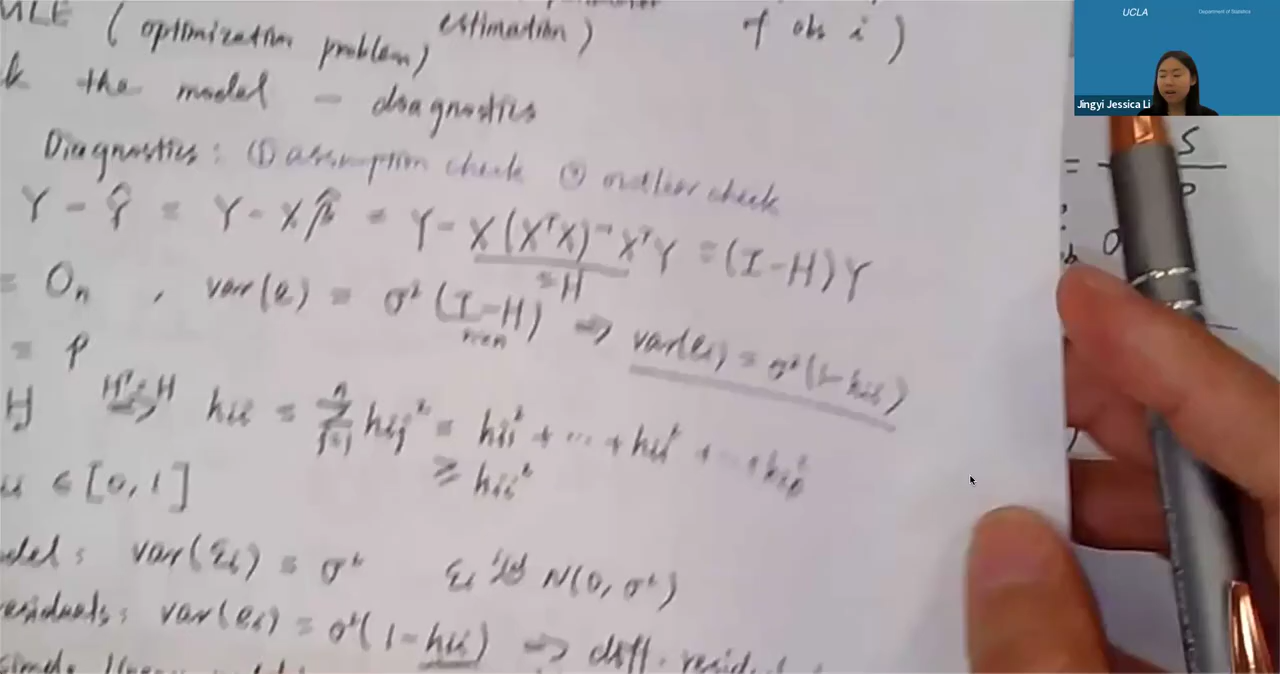 MLE ( optimization problem) estimation) of obs i )
the model – diagnostics
Diagnostics: ① assumption check ② outlier check
Y - Ŷ = Y - Xβ̂ = Y - X(XᵀX)⁻¹XᵀY = (I-H)Y
=H
= 0n , var(e) = σ² (I-H) => var(ei) = σ²(1-hii)
n×n
= p
H H²=H => hii = Σ hij² = hi1² + ... + hii² + ... + hin²
n
j=1
≥ hii²
∈ [0,1]
var(εi) = σ² εi iid N(0, σ²)
residuals: var(ei) = σ²(1-hii) => diff.
UCLA
Department of Statistics
Jingyi Jessica Li
= S
P